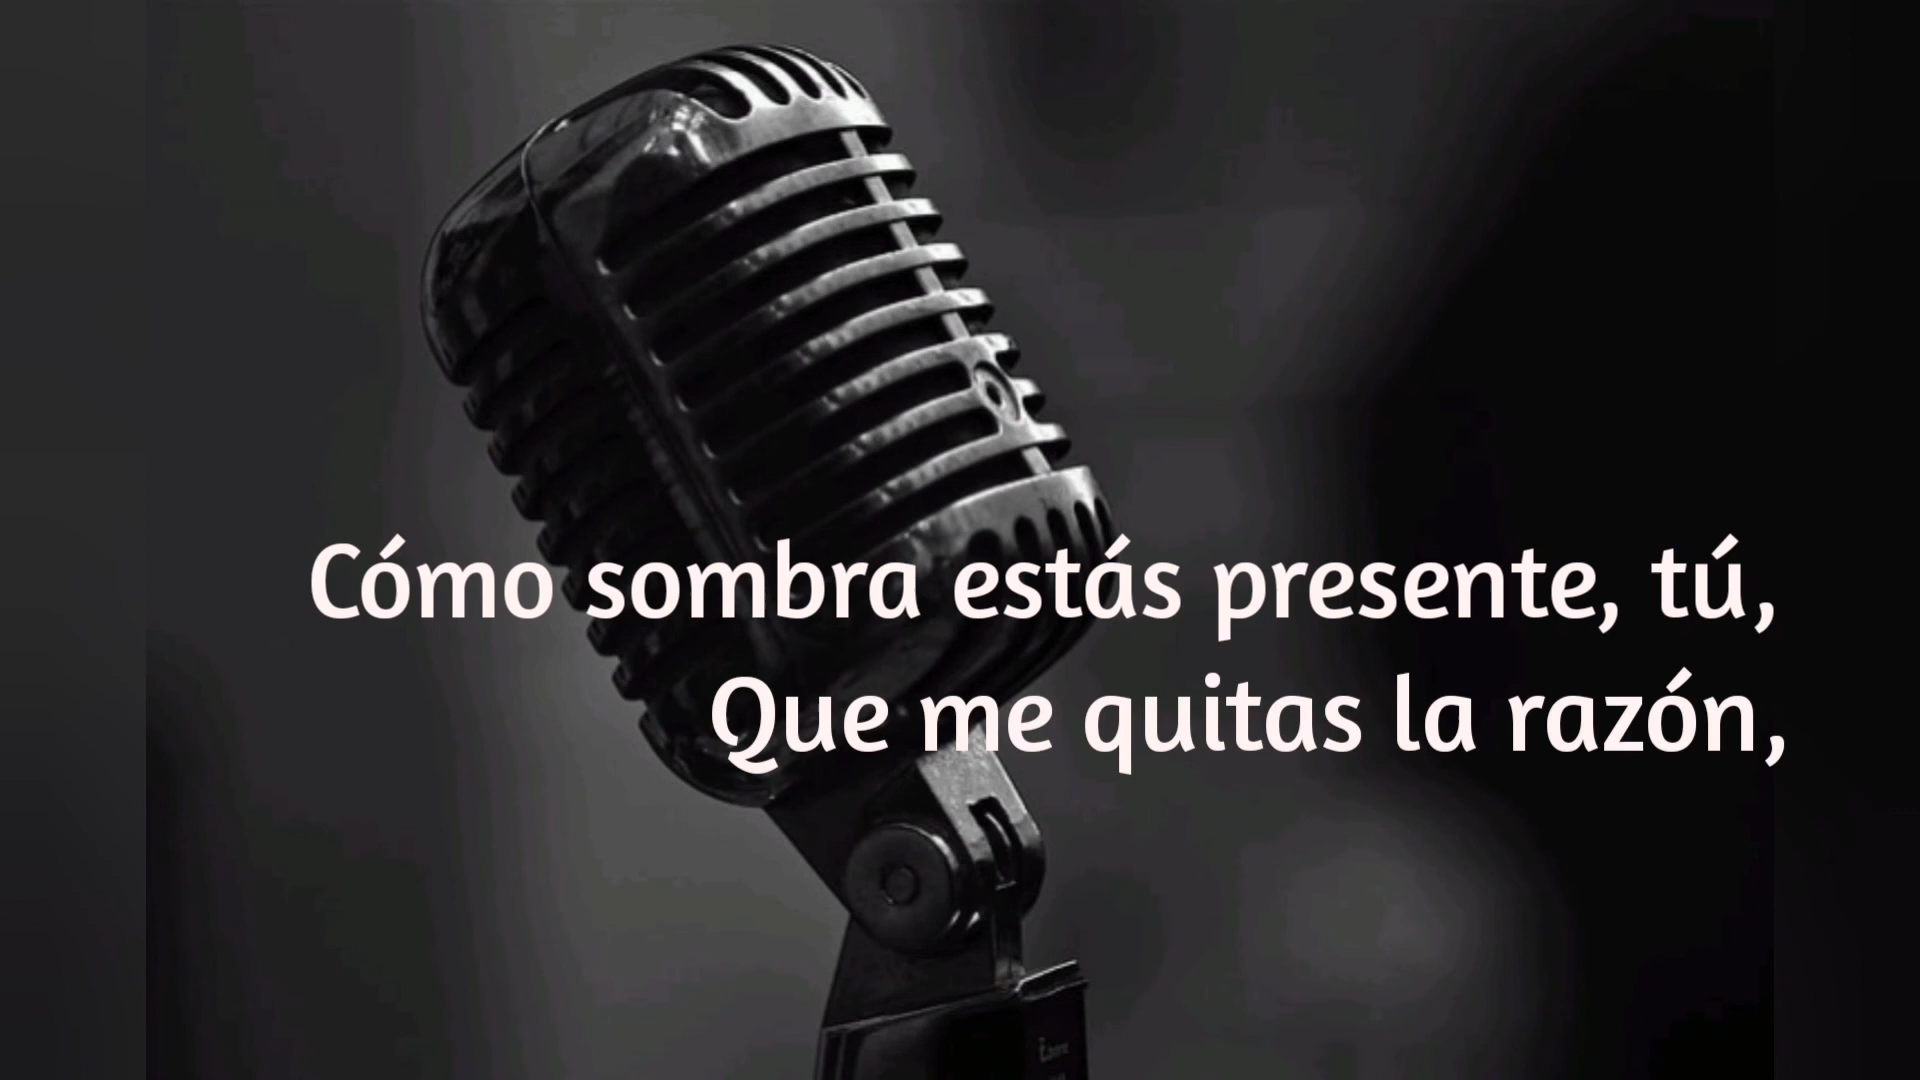 Cómo sombra estás presente, tú,
Que me quitas la razón,